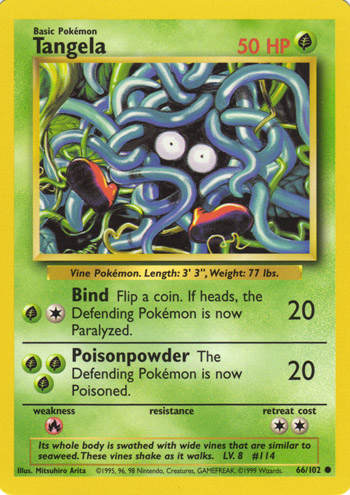 Basic Pokémon
Tangela
50 HP
Vine Pokémon. Length: 3' 3", Weight: 77 lbs.
Bind Flip a coin. If heads, the
Defending Pokémon is now
Paralyzed.
20
Poisonpowder The
Defending Pokémon is now
Poisoned.
20
weakness
resistance
retreat cost
Its whole body is swathed with wide vines that are similar to
seaweed. These vines shake as it walks. LV. 8 #114
Illus. Mitsuhiro Arita
©1995, 96, 98 Nintendo, Creatures, GAMEFREAK. ©1999 Wizards.
66/102